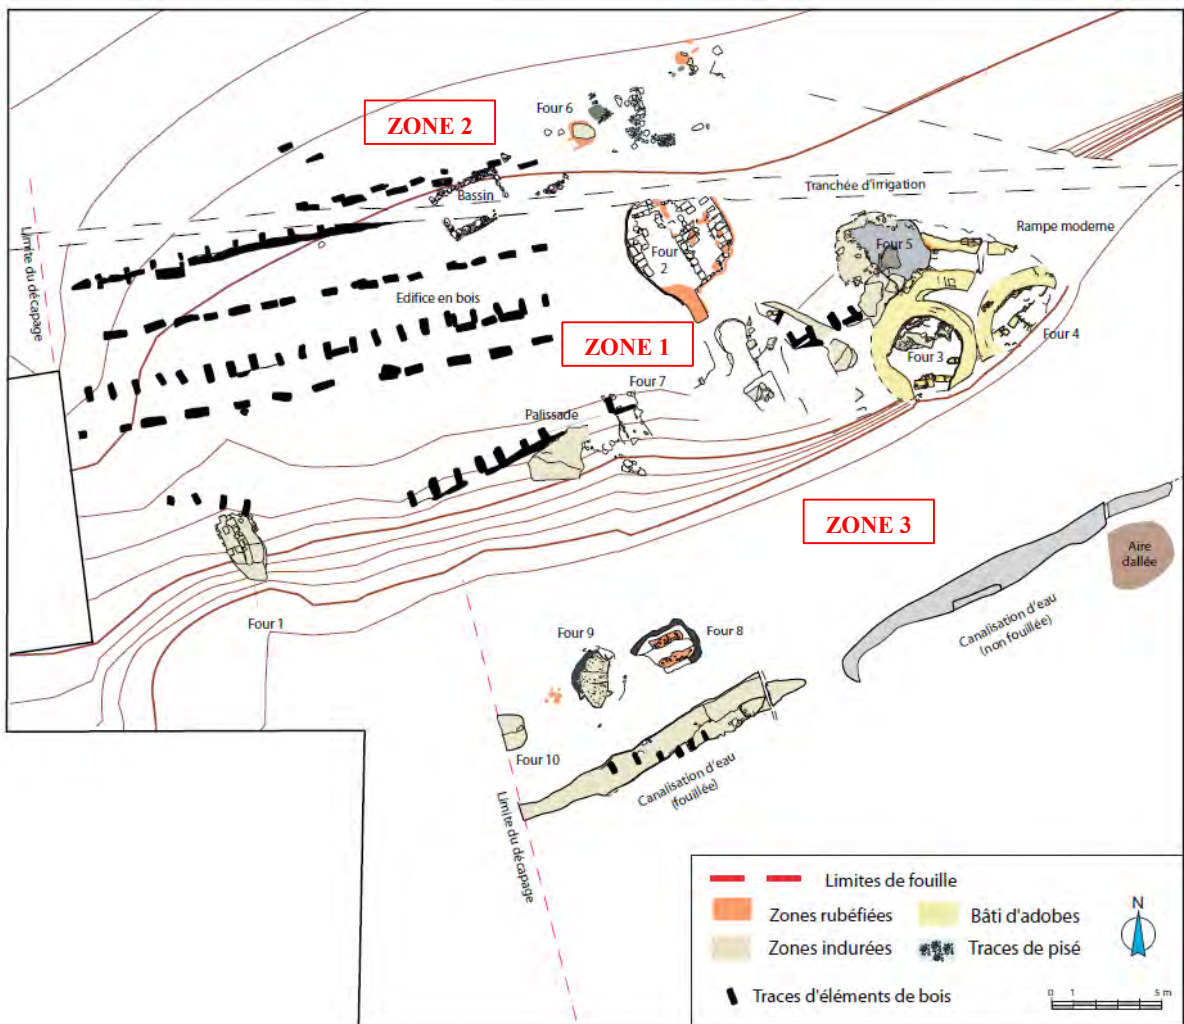 Four 6
ZONE 2
Tranchée d'irrigation
Bassin
Rampe moderne
Limite du décapage
Four 5
Four
2
Edifice en bois
Four 4
ZONE 1
Four 3
Four 7
Palissade
ZONE 3
Aire
dallée
Four 1
Canalisation d'eau
(non fouillée)
Four 9
Four 8
Four 10
Canalisation d'eau
(fouillée)
Limite du décapage
Limites de fouille
Zones rubéfiées
Bâti d'adobes
N
Zones indurées
Traces de pisé
Traces d'éléments de bois
0 1 5 m